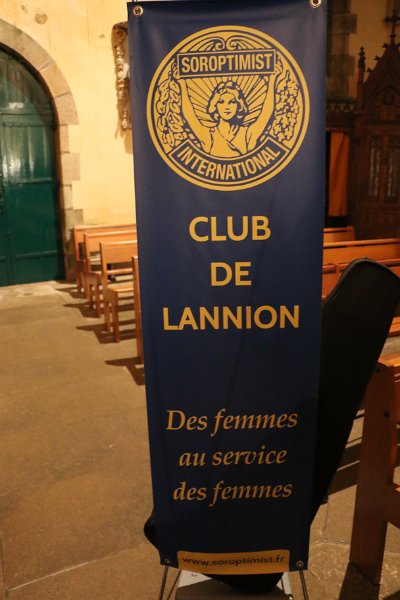 SOROPTIMIST
INTERNATIONAL
CLUB
DE
LANNION
Des femmes
au service
des femmes
www.soroptimist.fr